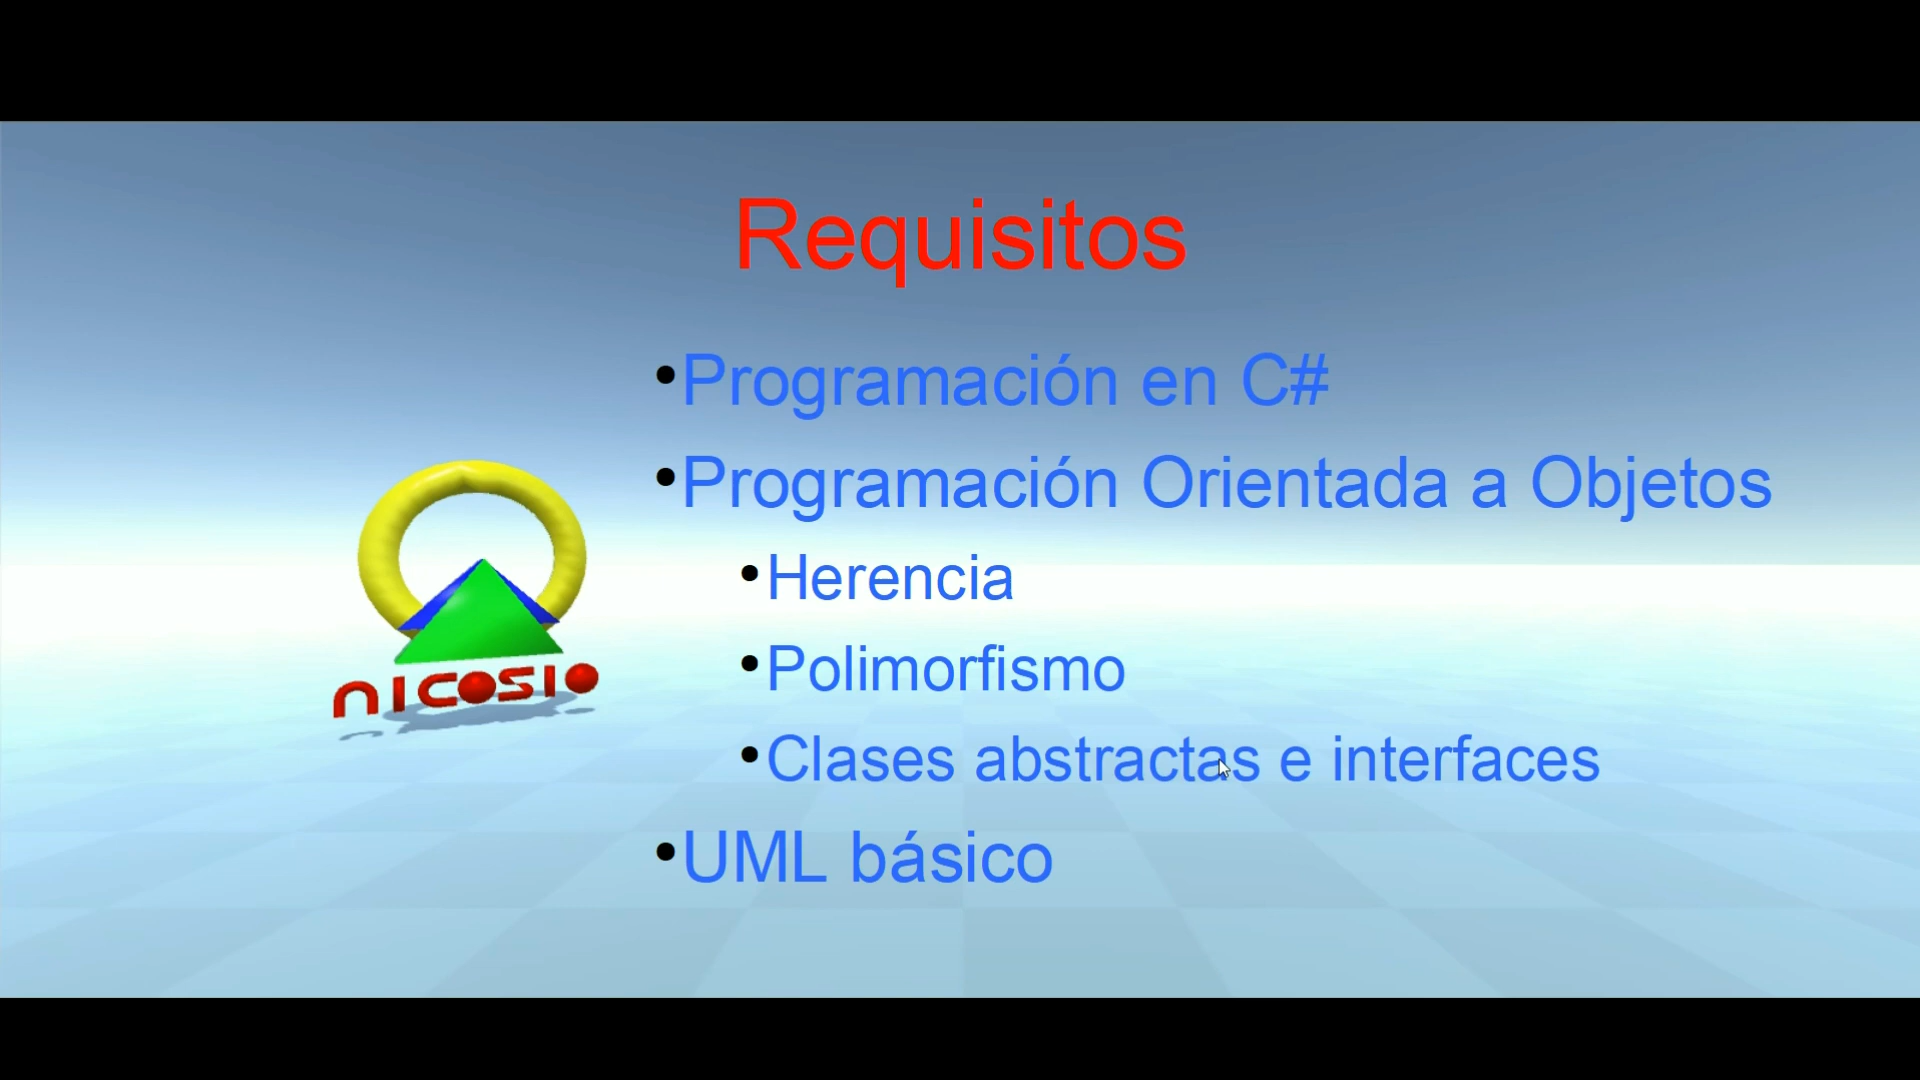 Requisitos
Programación en C#
Programación Orientada a Objetos
Herencia
Polimorfismo
Clases abstractas e interfaces
UML básico
nicosio